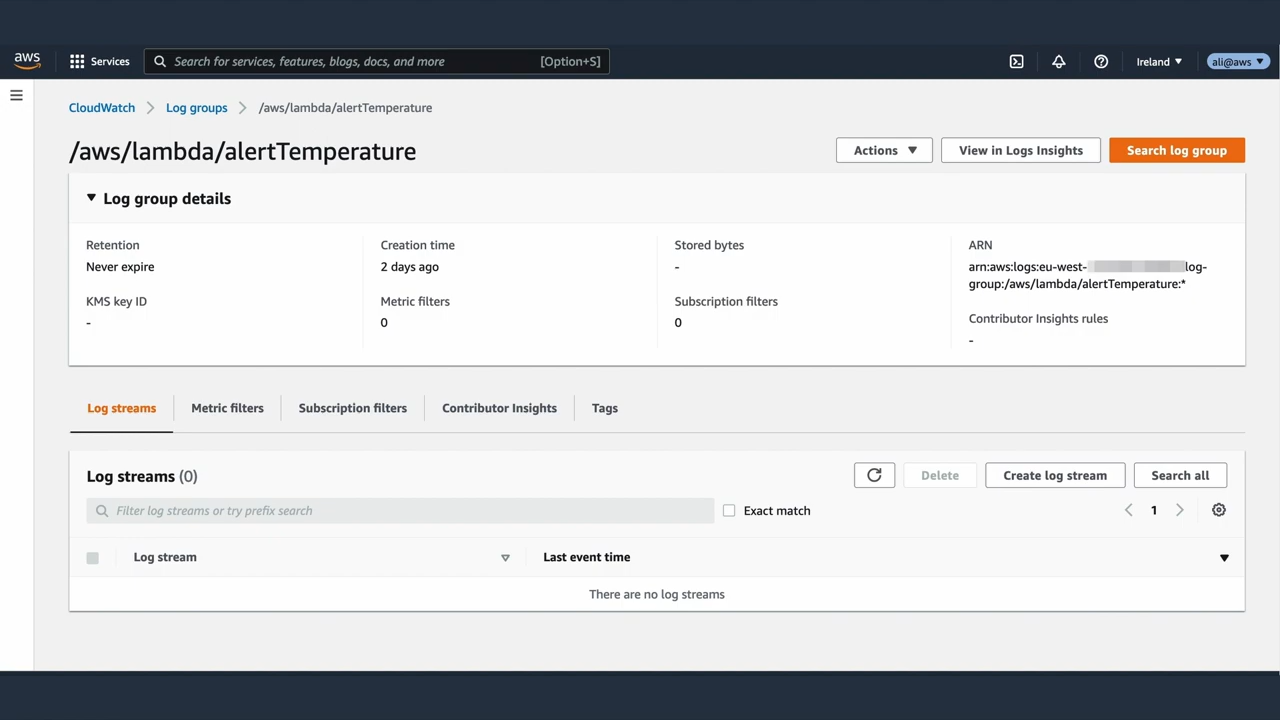 aws
Services
Search for services, features, blogs, docs, and more
[Option+S]
Ireland ▼
ali@aws ▼
CloudWatch
Log groups
/aws/lambda/alertTemperature
/aws/lambda/alertTemperature
Actions ▼
View in Logs Insights
Search log group
▼ Log group details
Retention
Never expire
KMS key ID
-
Creation time
2 days ago
Metric filters
0
Stored bytes
-
Subscription filters
0
ARN
arn:aws:logs:eu-west- log-
group:/aws/lambda/alertTemperature:*
Contributor Insights rules
-
Log streams
Metric filters
Subscription filters
Contributor Insights
Tags
Log streams (0)
Delete
Create log stream
Search all
Filter log streams or try prefix search
Exact match
1
Log stream
Last event time
There are no log streams